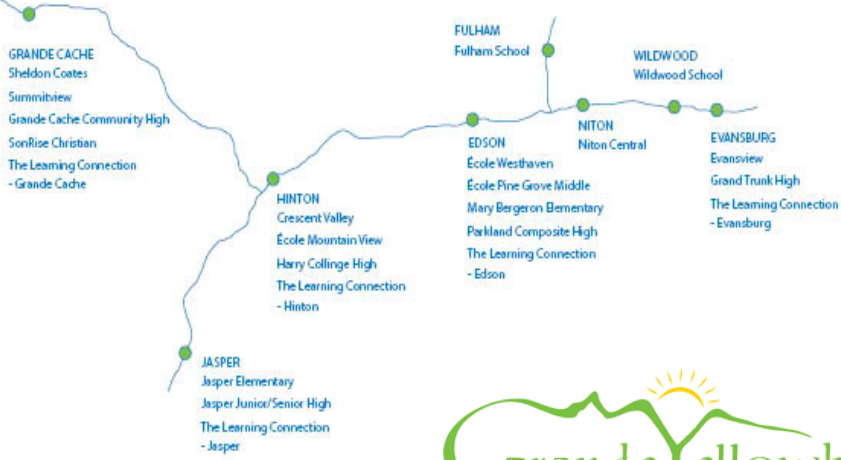 GRANDE CACHE
Sheldon Coates
Summitview
Grande Cache Community High
SonRise Christian
The Learning Connection
- Grande Cache
HINTON
Crescent Valley
École Mountain View
Harry Collinge High
The Learning Connection
- Hinton
JASPER
Jasper Elementary
Jasper Junior/Senior High
The Learning Connection
- Jasper
EDSON
École Westhaven
École Pine Grove Middle
Mary Bergeron Elementary
Parkland Composite High
The Learning Connection
- Edson
FULHAM
Fulham School
NITON
Niton Central
WILDWOOD
Wildwood School
EVANSBURG
Evansview
Grand Trunk High
The Learning Connection
- Evansburg